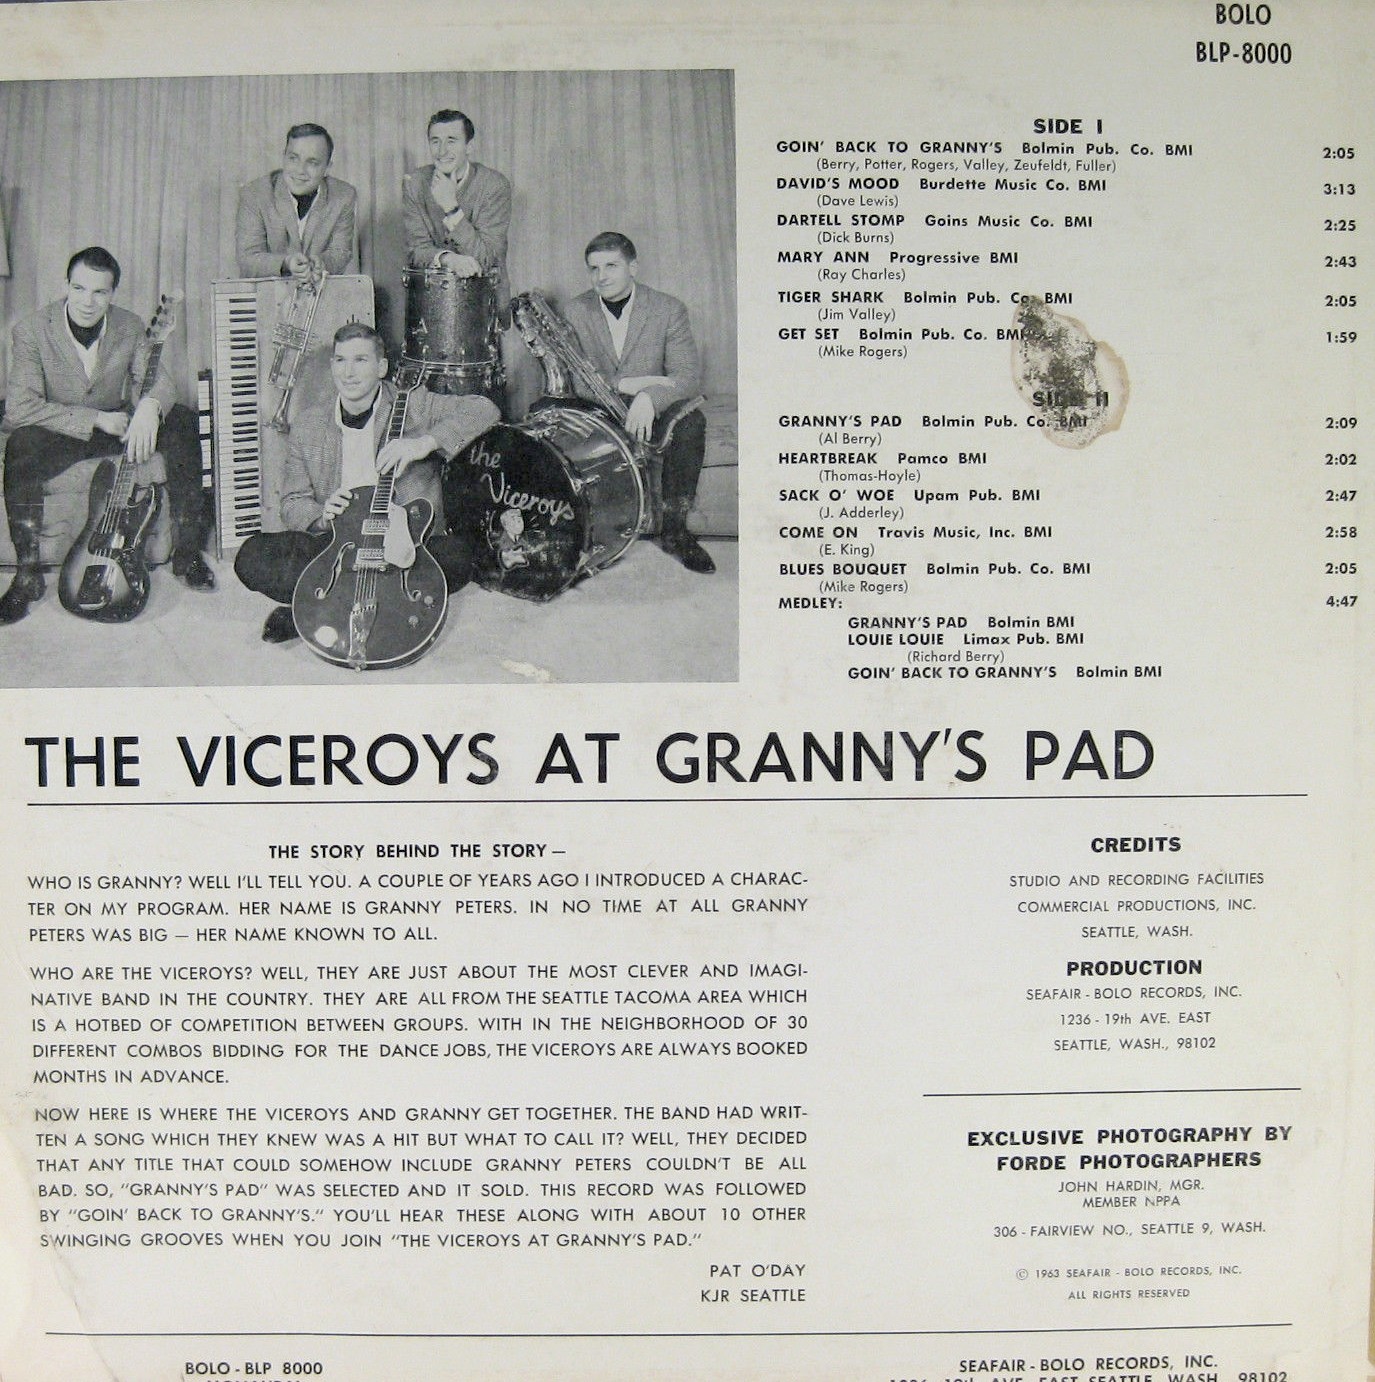 BOLO
BLP-8000
SIDE I
GOIN' BACK TO GRANNY'S Bolmin Pub. Co. BMI 2:05
(Berry, Potter, Rogers, Valley, Zeufeldt, Fuller)
DAVID'S MOOD Burdette Music Co. BMI 3:13
(Dave Lewis)
DARTELL STOMP Goins Music Co. BMI 2:25
(Dick Burns)
MARY ANN Progressive BMI 2:43
(Ray Charles)
TIGER SHARK Bolmin Pub. Co. BMI 2:05
(Jim Valley)
GET SET Bolmin Pub. Co. BMI 1:59
(Mike Rogers)
SIDE II
GRANNY'S PAD Bolmin Pub. Co. BMI 2:09
(Al Berry)
HEARTBREAK Pamco BMI 2:02
(Thomas-Hoyle)
SACK O' WOE Upam Pub. BMI 2:47
(J. Adderley)
COME ON Travis Music, Inc. BMI 2:58
(E. King)
BLUES BOUQUET Bolmin Pub. Co. BMI 2:05
(Mike Rogers)
MEDLEY: 4:47
GRANNY'S PAD Bolmin BMI
LOUIE LOUIE Limax Pub. BMI
(Richard Berry)
GOIN' BACK TO GRANNY'S Bolmin BMI
the
Viceroys
THE VICEROYS AT GRANNY'S PAD
THE STORY BEHIND THE STORY —
WHO IS GRANNY? WELL I'LL TELL YOU. A COUPLE OF YEARS AGO I INTRODUCED A CHARAC-
TER ON MY PROGRAM. HER NAME IS GRANNY PETERS. IN NO TIME AT ALL GRANNY
PETERS WAS BIG — HER NAME KNOWN TO ALL.
WHO ARE THE VICEROYS? WELL, THEY ARE JUST ABOUT THE MOST CLEVER AND IMAGI-
NATIVE BAND IN THE COUNTRY. THEY ARE ALL FROM THE SEATTLE TACOMA AREA WHICH
IS A HOTBED OF COMPETITION BETWEEN GROUPS. WITH IN THE NEIGHBORHOOD OF 30
DIFFERENT COMBOS BIDDING FOR THE DANCE JOBS, THE VICEROYS ARE ALWAYS BOOKED
MONTHS IN ADVANCE.
NOW HERE IS WHERE THE VICEROYS AND GRANNY GET TOGETHER. THE BAND HAD WRIT-
TEN A SONG WHICH THEY KNEW WAS A HIT BUT WHAT TO CALL IT? WELL, THEY DECIDED
THAT ANY TITLE THAT COULD SOMEHOW INCLUDE GRANNY PETERS COULDN'T BE ALL
BAD. SO, "GRANNY'S PAD" WAS SELECTED AND IT SOLD. THIS RECORD WAS FOLLOWED
BY "GOIN' BACK TO GRANNY'S." YOU'LL HEAR THESE ALONG WITH ABOUT 10 OTHER
SWINGING GROOVES WHEN YOU JOIN "THE VICEROYS AT GRANNY'S PAD."
PAT O'DAY
KJR SEATTLE
CREDITS
STUDIO AND RECORDING FACILITIES
COMMERCIAL PRODUCTIONS, INC.
SEATTLE, WASH.
PRODUCTION
SEAFAIR - BOLO RECORDS, INC.
1236 - 19th AVE. EAST
SEATTLE, WASH., 98102
EXCLUSIVE PHOTOGRAPHY BY
FORDE PHOTOGRAPHERS
JOHN HARDIN, MGR.
MEMBER NPPA
306 - FAIRVIEW NO., SEATTLE 9, WASH.
© 1963 SEAFAIR - BOLO RECORDS, INC.
ALL RIGHTS RESERVED
BOLO - BLP 8000
SEAFAIR - BOLO RECORDS, INC.
1236 - 19th AVE. EAST SEATTLE, WASH. 98102